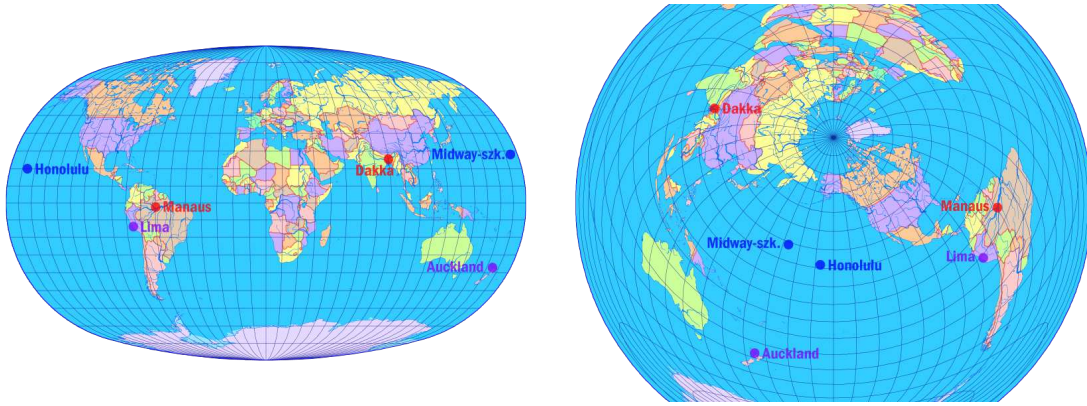 Honolulu
Midway-szk.
Dakka
Manaus
Lima
Auckland
Dakka
Manaus
Midway-szk.
Lima
Honolulu
Auckland